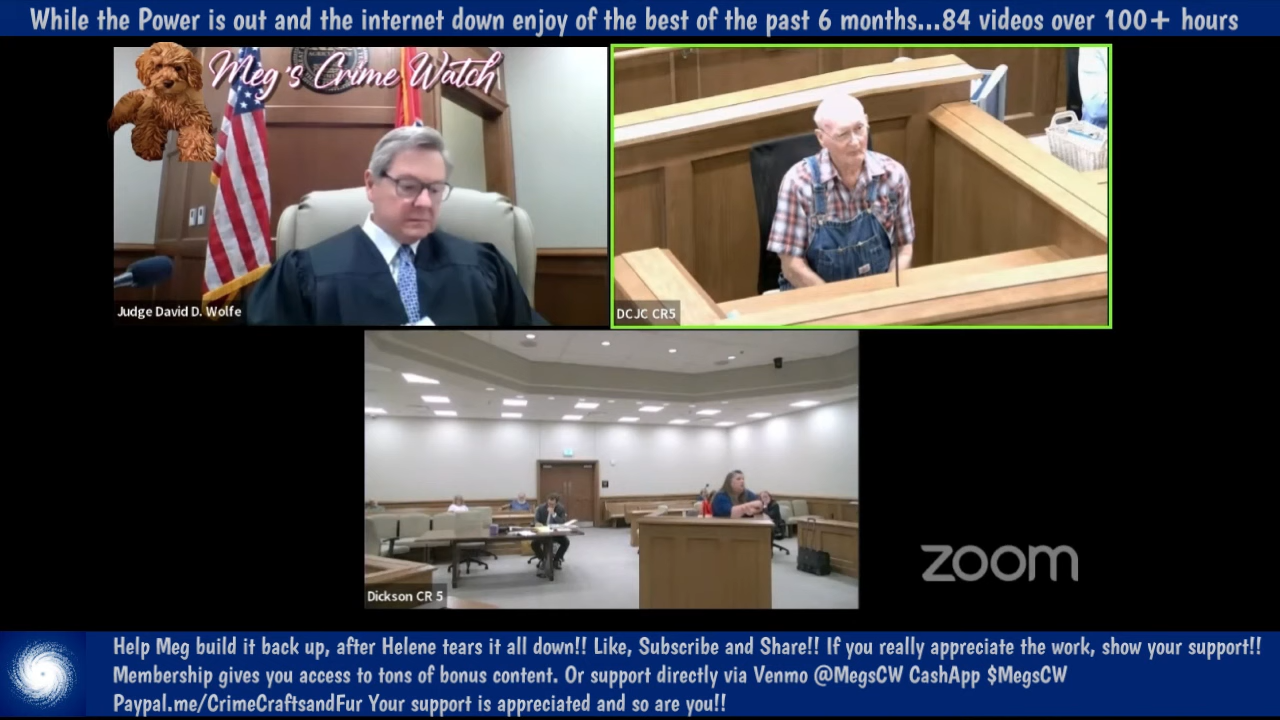 While the Power is out and the internet down enjoy of the best of the past 6 months...84 videos over 100+ hours
Meg's Crime Watch
Judge David D. Wolfe
DCJC CR5
Dickson CR 5
zoom
Help Meg build it back up, after Helene tears it all down!! Like, Subscribe and Share!! If you really appreciate the work, show your support!!
Membership gives you access to tons of bonus content. Or support directly via Venmo @MegsCW CashApp $MegsCW
Paypal.me/CrimeCraftsandFur Your support is appreciated and so are you!!